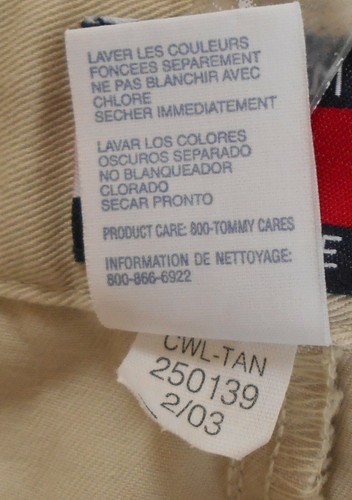 LAVER LES COULEURS
FONCEES SEPAREMENT
NE PAS BLANCHIR AVEC
CHLORE
SECHER IMMEDIATEMENT
LAVAR LOS COLORES
OSCUROS SEPARADO
NO BLANQUEADOR
CLORADO
SECAR PRONTO
PRODUCT CARE: 800-TOMMY CARES
INFORMATION DE NETTOYAGE:
800-866-6922
CWL-TAN
250139
2/03